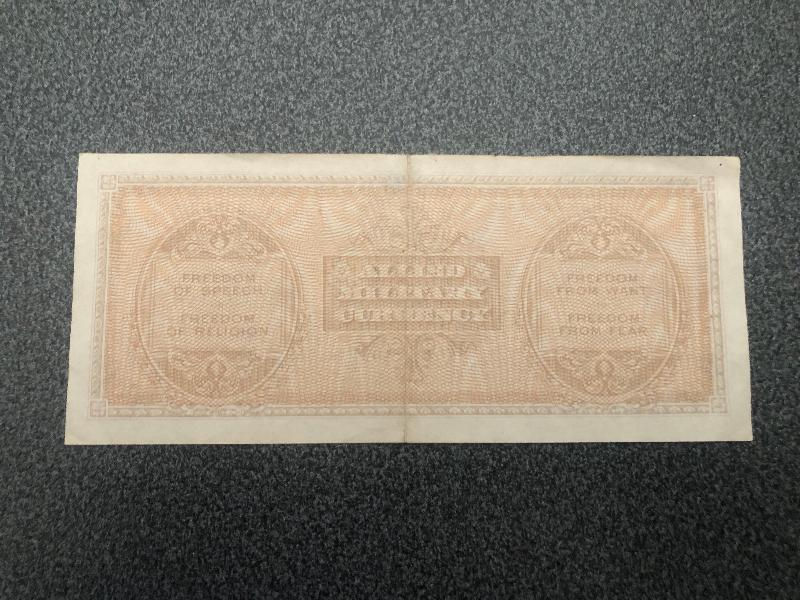 FREEDOM
OF SPEECH
FREEDOM
OF RELIGION
ALLIED
MILITARY
CURRENCY
FREEDOM
FROM WANT
FREEDOM
FROM FEAR